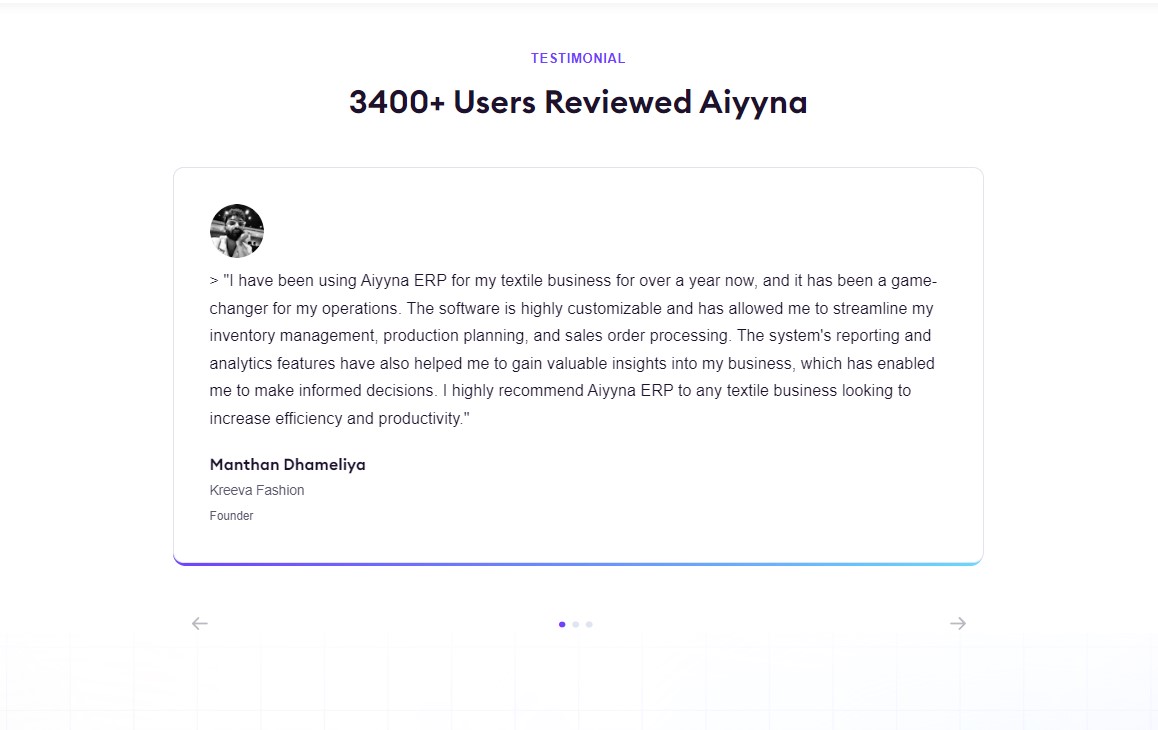 TESTIMONIAL
3400+ Users Reviewed Aiyyna
> "I have been using Aiyyna ERP for my textile business for over a year now, and it has been a game-
changer for my operations. The software is highly customizable and has allowed me to streamline my
inventory management, production planning, and sales order processing. The system's reporting and
analytics features have also helped me to gain valuable insights into my business, which has enabled
me to make informed decisions. I highly recommend Aiyyna ERP to any textile business looking to
increase efficiency and productivity."
Manthan Dhameliya
Kreeva Fashion
Founder